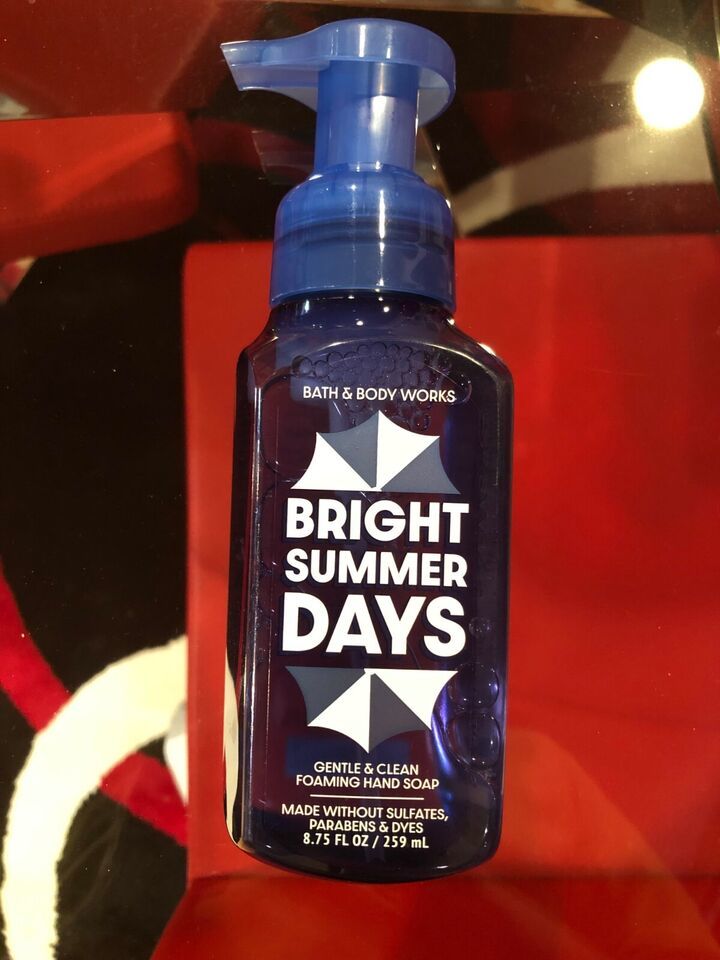 BATH & BODY WORKS
BRIGHT
SUMMER
DAYS
GENTLE & CLEAN
FOAMING HAND SOAP
MADE WITHOUT SULFATES,
PARABENS & DYES
8.75 FL OZ / 259 mL